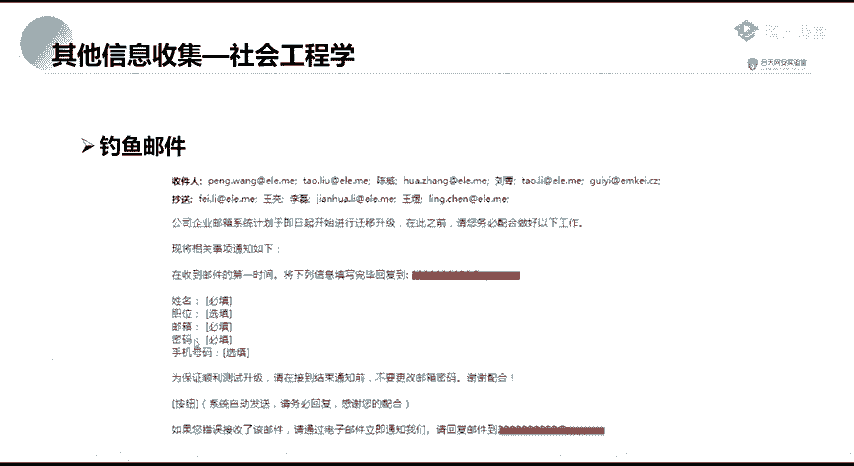 其他信息收集—社会工程学
合天网安实验室
➢ 钓鱼邮件
收件人: peng.wang@ele.me; tao.liu@ele.me; 陈威; hua.zhang@ele.me; 刘青; tao.li@ele.me; guiyi@emkei.cz;
抄送: fei.li@ele.me; 王亮; 李磊; jianhua.li@ele.me; 王珺; ling.chen@ele.me;
公司企业邮箱系统计划于即日起开始进行迁移升级,在此之前,请您务必配合做好以下工作。
现将相关事项通知如下:
在收到邮件的第一时间。将下列信息填写完毕回复到:
姓名: [必填]
职位: [选填]
邮箱: [必填]
密码: [必填]
手机号码: [选填]
为保证顺利测试升级,请在接到结束通知前,不要更改邮箱密码。谢谢配合!
[按钮] ( 系统自动发送,请务必回复,感谢您的配合 )
如果您错误接收了该邮件,请通过电子邮件立即通知我们。请回复邮件到